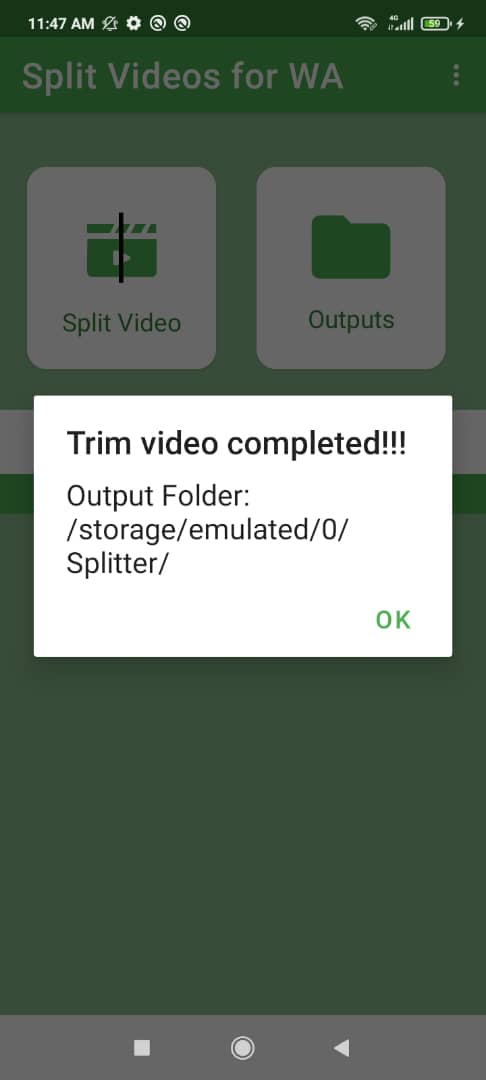 11:47 AM
4G
59
Split Videos for WA
Split Video
Outputs
Trim video completed!!!
Output Folder:
/storage/emulated/0/
Splitter/
OK